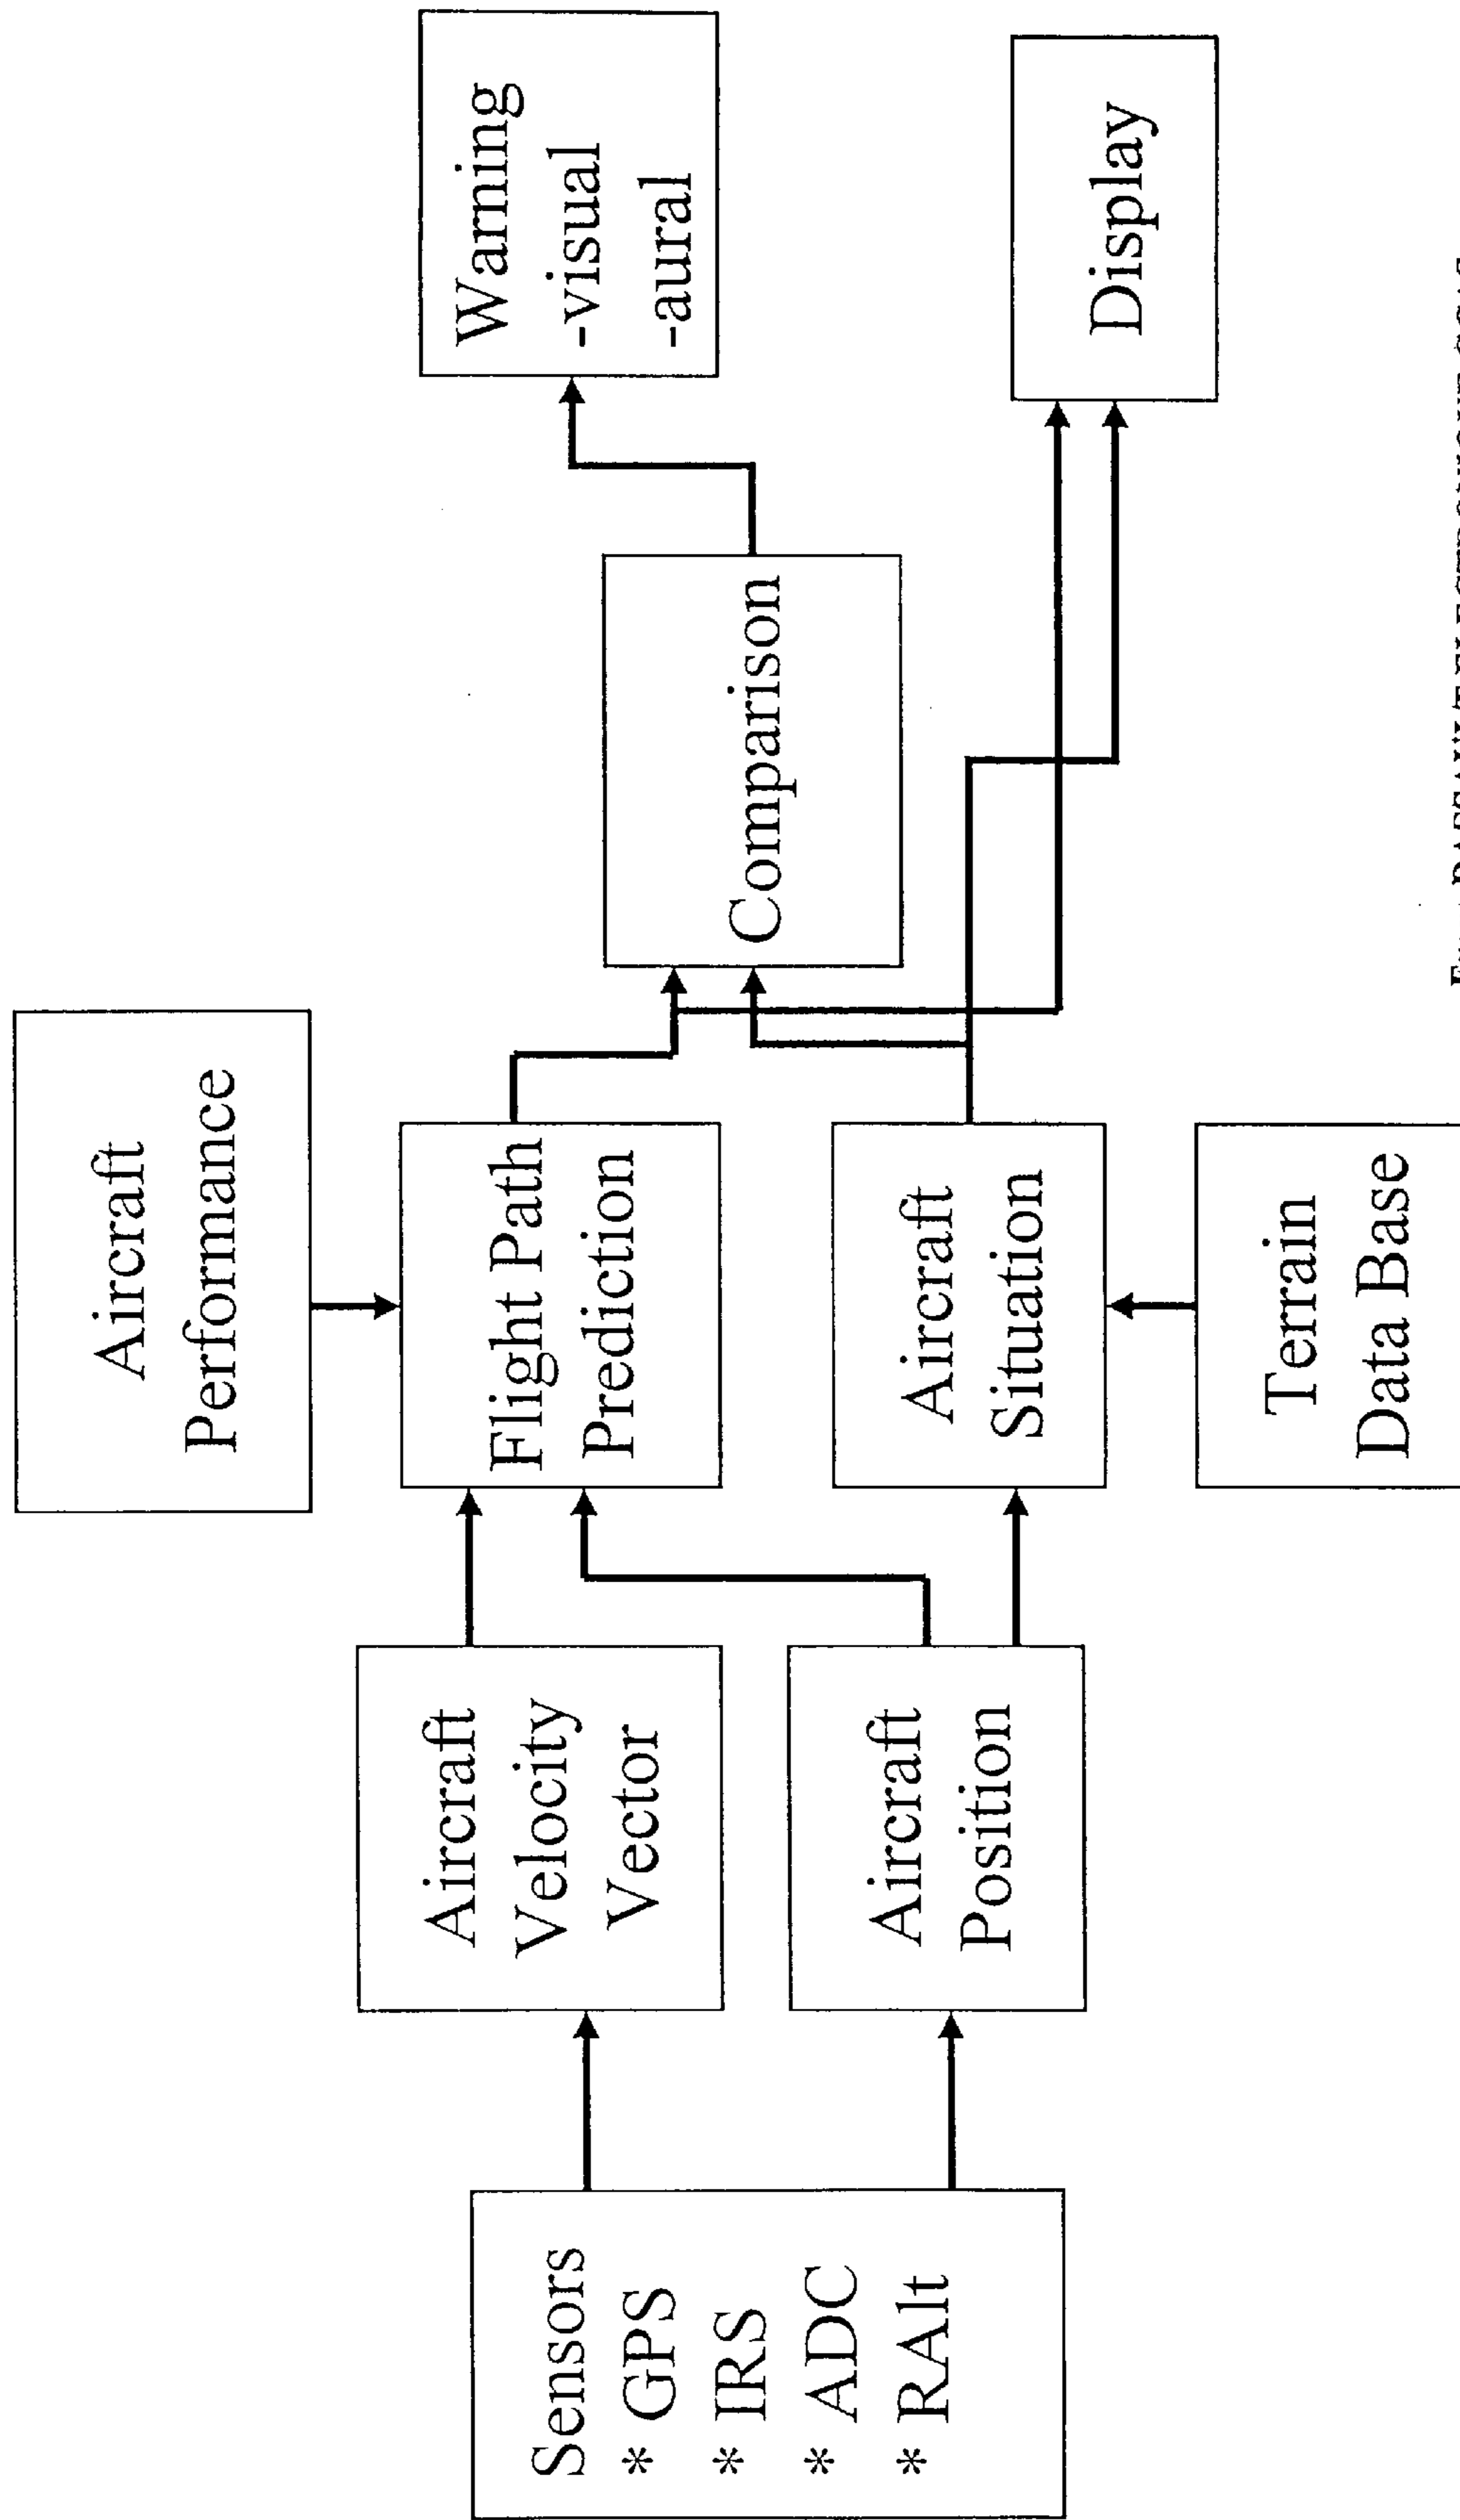 Sensors
* GPS
* IRS
* ADC
* RAlt
Aircraft
Velocity
Vector
Aircraft
Position
Aircraft
Performance
Flight Path
Prediction
Aircraft
Situation
Terrain
Data Base
Comparison
Warning
-visual
-aural
Display